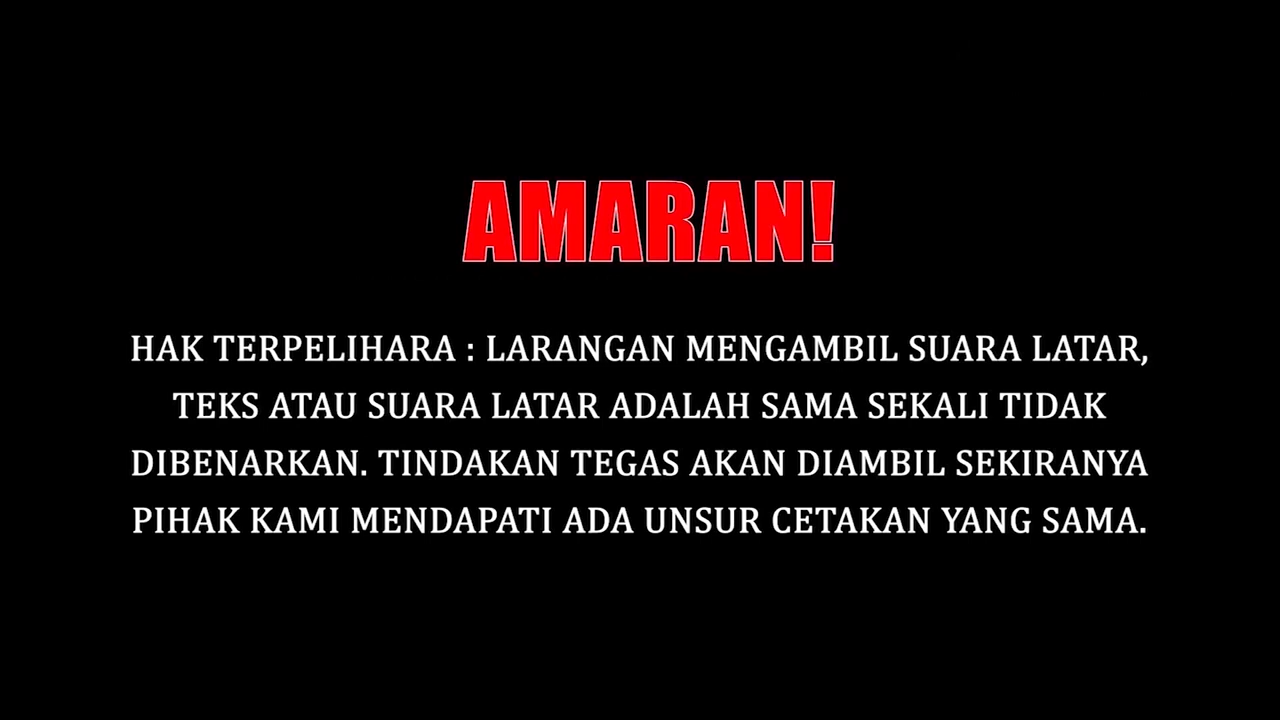 AMARAN!
HAK TERPELIHARA : LARANGAN MENGAMBIL SUARA LATAR,
TEKS ATAU SUARA LATAR ADALAH SAMA SEKALI TIDAK
DIBENARKAN. TINDAKAN TEGAS AKAN DIAMBIL SEKIRANYA
PIHAK KAMI MENDAPATI ADA UNSUR CETAKAN YANG SAMA.